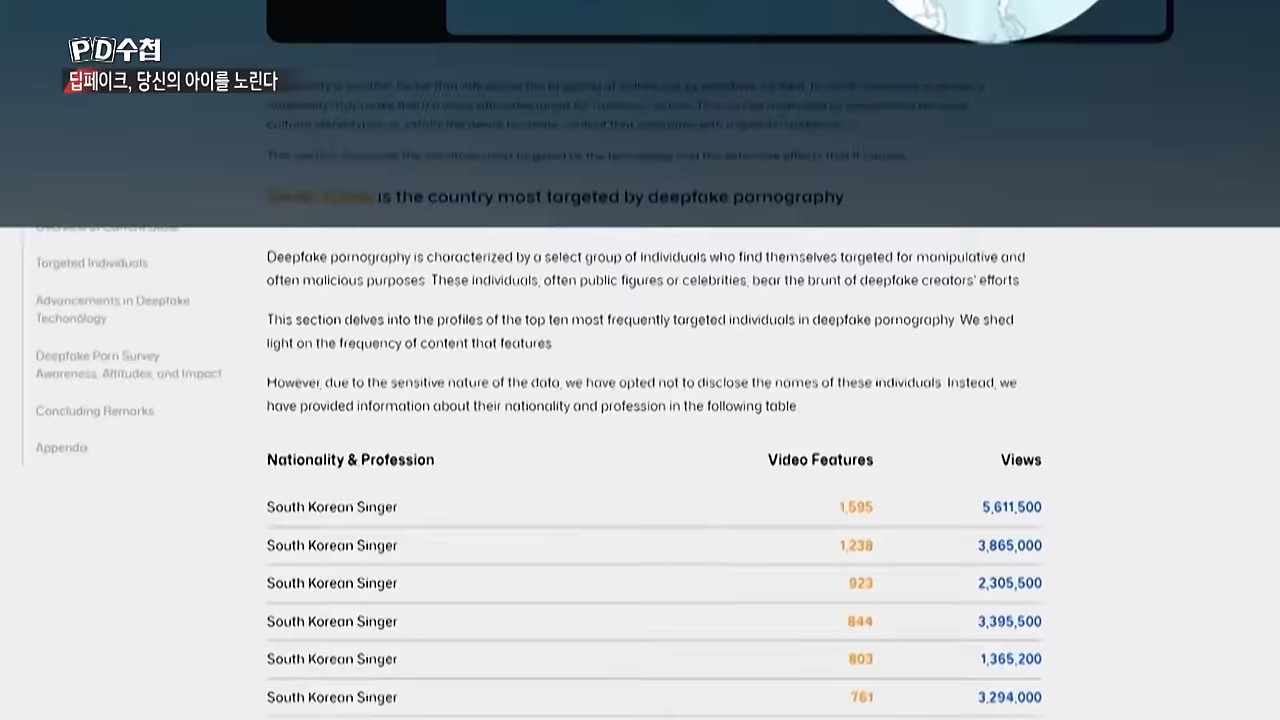 PD수첩
딥페이크, 당신의 아이를 노린다
is the country most targeted by deepfake pornography
Targeted Individuals
Advancements in Deepfake
Techonology
Deepfake Porn Survey
Awareness, Attitudes, and Impact
Concluding Remarks
Appendix
Deepfake pornography is characterized by a select group of individuals who find themselves targeted for manipulative and
often malicious purposes. These individuals, often public figures or celebrities, bear the brunt of deepfake creators' efforts
This section delves into the profiles of the top ten most frequently targeted individuals in deepfake pornography. We shed
light on the frequency of content that features
However, due to the sensitive nature of the data, we have opted not to disclose the names of these individuals. Instead, we
have provided information about their nationality and profession in the following table
Nationality & Profession Video Features Views
South Korean Singer 1,595 5,611,500
South Korean Singer 1,238 3,865,000
South Korean Singer 923 2,305,500
South Korean Singer 844 3,395,500
South Korean Singer 803 1,365,200
South Korean Singer 761 3,294,000